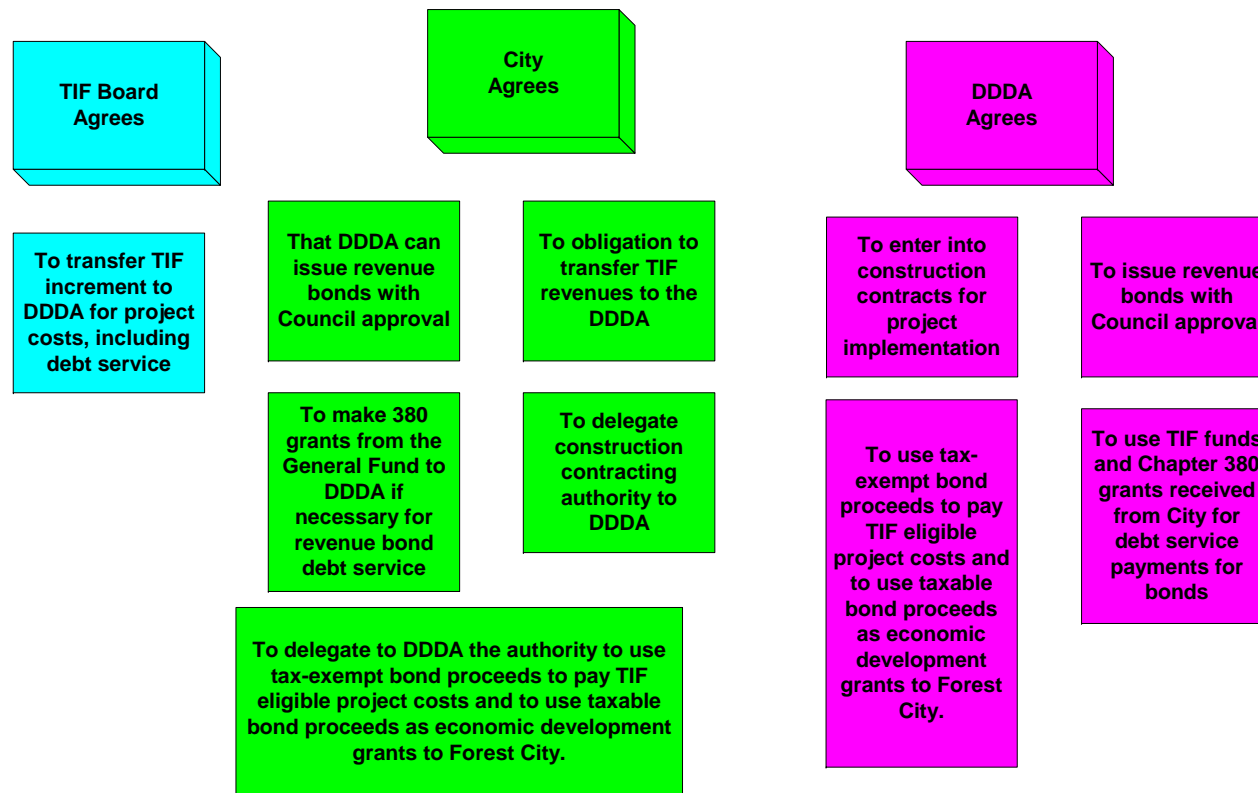 TIF Board
Agrees
City
Agrees
DDDA
Agrees
To transfer TIF
increment to
DDDA for project
costs, including
debt service
That DDDA can
issue revenue
bonds with
Council approval
To obligation to
transfer TIF
revenues to the
DDDA
To make 380
grants from the
General Fund to
DDDA if
necessary for
revenue bond
debt service
To delegate
construction
contracting
authority to
DDDA
To delegate to DDDA the authority to use
tax-exempt bond proceeds to pay TIF
eligible project costs and to use taxable
bond proceeds as economic development
grants to Forest City.
To enter into
construction
contracts for
project
implementation
To issue revenue
bonds with
Council approva
To use tax-
exempt bond
proceeds to pay
TIF eligible
project costs and
to use taxable
bond proceeds
as economic
development
grants to Forest
City.
To use TIF funds
and Chapter 380
grants received
from City for
debt service
payments for
bonds